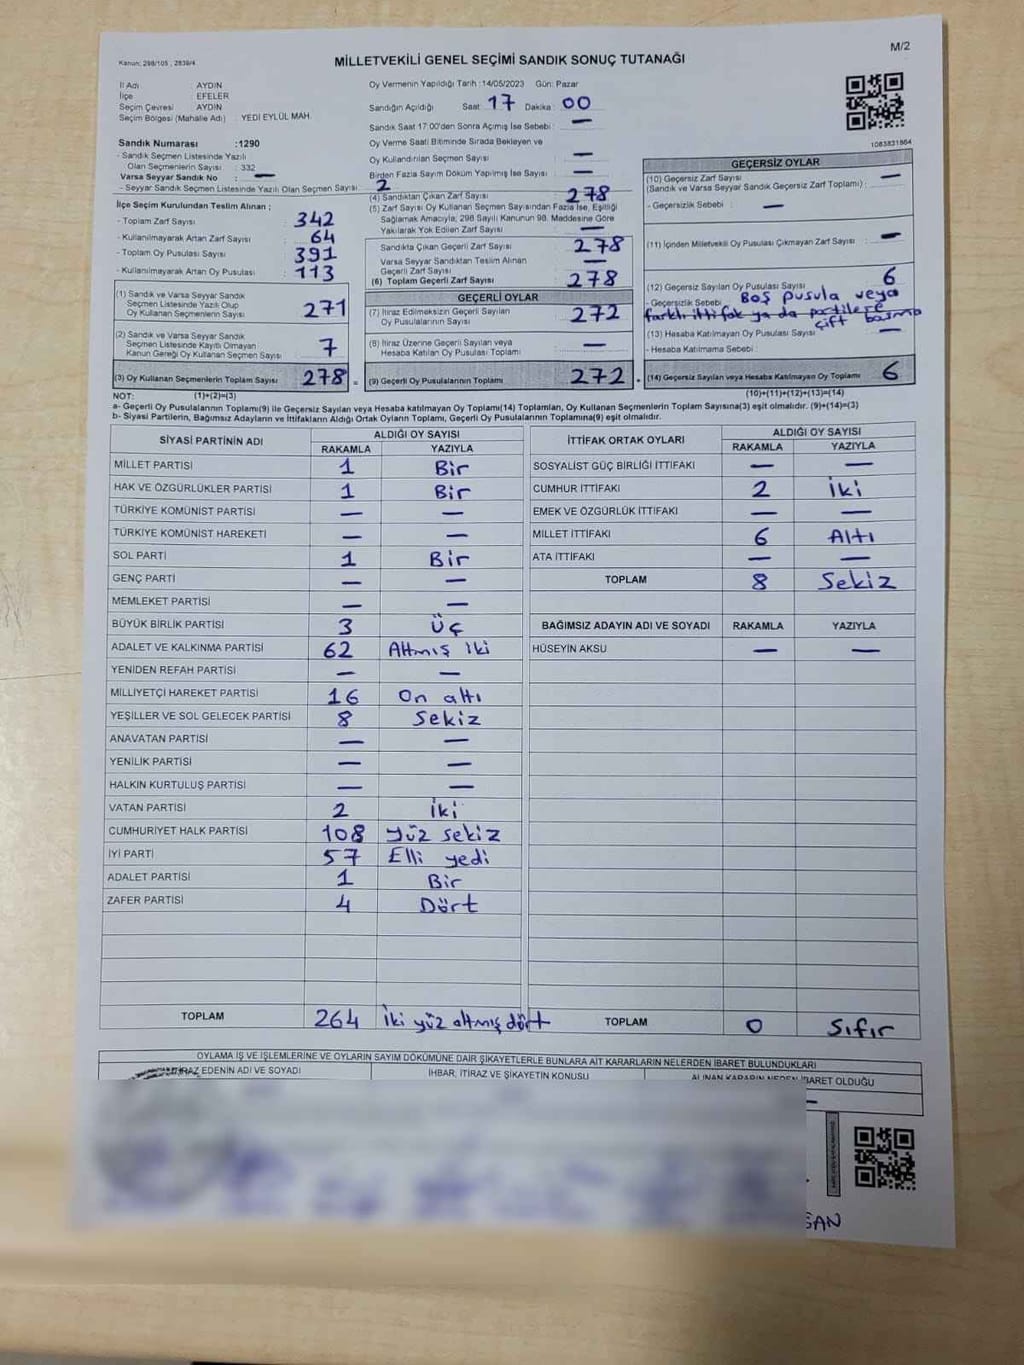 M/2
Kanun: 298/105 , 2839/4
MİLLETVEKİLİ GENEL SEÇİMİ SANDIK SONUÇ TUTANAĞI
İl Adı : AYDIN
İlçe : EFELER
Seçim Çevresi : AYDIN
Seçim Bölgesi (Mahalle Adı) : YEDİ EYLÜL MAH.
Oy Vermenin Yapıldığı Tarih :14/05/2023 Gün: Pazar
Sandığın Açıldığı Saat : 17 Dakika : 00
Sandık Saat 17:00'den Sonra Açmış İse Sebebi : —
Sandık Numarası :1290
- Sandık Seçmen Listesinde Yazılı
Olan Seçmenlerin Sayısı : 332
Varsa Seyyar Sandık No : —
- Seyyar Sandık Seçmen Listesinde Yazılı Olan Seçmen Sayısı : 2
Oy Verme Saati Bitiminde Sırada Bekleyen ve
Oy Kullandırılan Seçmen Sayısı : —
Birden Fazla Sayım Döküm Yapılmış İse Sayısı : —
1083831864
İlçe Seçim Kurulundan Teslim Alınan ;
- Toplam Zarf Sayısı : 342
- Kullanılmayarak Artan Zarf Sayısı : 64
- Toplam Oy Pusulası Sayısı : 391
- Kullanılmayarak Artan Oy Pusulası : 113
(1) Sandık ve Varsa Seyyar Sandık
Seçmen Listesinde Yazılı Olup
Oy Kullanan Seçmen Sayısı : 271
(2) Sandık ve Varsa Seyyar Sandık
Seçmen Listesinde Kaydı Olmayan
Kanun Gereği Oy Kullanan Seçmen Sayısı : 7
(3) Oy Kullanan Seçmenlerin Toplam Sayısı : 278 =
(4) Sandıktan Çıkan Zarf Sayısı : 278
(5) Zarf Sayısı Oy Kullanan Seçmen Sayısından Fazla İse, Eşitliği
Sağlamak Amacıyla, 298 Sayılı Kanunun 98. Maddesine Göre
Yakılarak Yok Edilen Zarf Sayısı : —
Sandıkta Çıkan Geçerli Zarf Sayısı : 278
Varsa Seyyar Sandıktan Teslim Alınan
Geçerli Zarf Sayısı : —
(6) Toplam Geçerli Zarf Sayısı : 278
GEÇERLİ OYLAR
(7) İtiraz Edilmeksizin Geçerli Sayılan
Oy Pusulalarının Sayısı : 272
(8) İtiraz Üzerine Geçerli Sayılan veya
Hesaba Katılan Oy Pusulası Toplamı : —
(9) Geçerli Oy Pusulalarının Toplamı : 272
GEÇERSİZ OYLAR
(10) Geçersiz Zarf Sayısı : —
(Sandık ve Varsa Seyyar Sandık Geçersiz Zarf Toplamı) :
- Geçersizlik Sebebi : —
(11) İçinden Milletvekili Oy Pusulası Çıkmayan Zarf Sayısı : —
(12) Geçersiz Sayılan Oy Pusulası Sayısı : 6
- Geçersizlik Sebebi : Boş pusula veya
farklı ittifak ya da partilere
çift basma
(13) Hesaba Katılmayan Oy Pusulası Sayısı : —
- Hesaba Katılmama Sebebi :
(14) Geçersiz Sayılan veya Hesaba Katılmayan Oy Toplamı : 6
NOT: (1)+(2)=(3) (10)+(11)+(12)+(13)=(14)
a- Geçerli Oy Pusulalarının Toplamı(9) ile Geçersiz Sayılan veya Hesaba katılmayan Oy Toplamı(14) Toplamları, Oy Kullanan Seçmenlerin Toplam Sayısına(3) eşit olmalıdır. (9)+(14)=(3)
b- Siyasi Partilerin, Bağımsız Adayların ve İttifakların Aldığı Ortak Oyların Toplamı, Geçerli Oy Pusulalarının Toplamına(9) eşit olmalıdır.
SİYASİ PARTİNİN ADI ALDIĞI OY SAYISI
RAKAMLA YAZIYLA
MİLLET PARTİSİ 1 Bir
HAK VE ÖZGÜRLÜKLER PARTİSİ 1 Bir
TÜRKİYE KOMÜNİST PARTİSİ — —
TÜRKİYE KOMÜNİST HAREKETİ — —
SOL PARTİ 1 Bir
GENÇ PARTİ — —
MEMLEKET PARTİSİ — —
BÜYÜK BİRLİK PARTİSİ 3 Üç
ADALET VE KALKINMA PARTİSİ 62 Altmış iki
YENİDEN REFAH PARTİSİ — —
MİLLİYETÇİ HAREKET PARTİSİ 16 On altı
YEŞİLLER VE SOL GELECEK PARTİSİ 8 Sekiz
ANAVATAN PARTİSİ — —
YENİLİK PARTİSİ — —
HALKIN KURTULUŞ PARTİSİ — —
VATAN PARTİSİ 2 İki
CUMHURİYET HALK PARTİSİ 108 yüz sekiz
İYİ PARTİ 57 Elli yedi
ADALET PARTİSİ 1 Bir
ZAFER PARTİSİ 4 Dört
TOPLAM 264 İki yüz altmış dört
İTTİFAK ORTAK OYLARI ALDIĞI OY SAYISI
RAKAMLA YAZIYLA
SOSYALİST GÜÇ BİRLİĞİ İTTİFAKI — —
CUMHUR İTTİFAKI 2 İki
EMEK VE ÖZGÜRLÜK İTTİFAKI — —
MİLLET İTTİFAKI 6 Altı
ATA İTTİFAKI — —
TOPLAM 8 Sekiz
BAĞIMSIZ ADAYIN ADI VE SOYADI RAKAMLA YAZIYLA
HÜSEYİN AKSU — —
TOPLAM 0 Sıfır
OYLAMA İŞ VE İŞLEMLERİNE VE OYLARIN SAYIM DÖKÜMÜNE DAİR ŞİKAYETLERLE BUNLARA AİT KARARLARIN NELERDEN İBARET BULUNDUKLARI
EDENİN ADI VE SOYADI İHBAR, İTİRAZ VE ŞİKAYETİN KONUSU ALINAN KARARIN NEDEN İBARET OLDUĞU
—